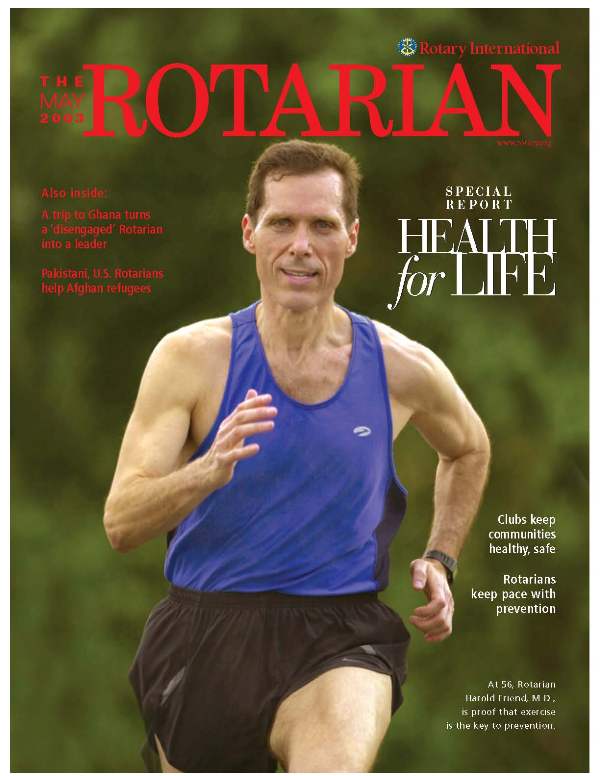 Rotary International
THE
MAY
2003
ROTARIAN
www.rotary.org
Also inside:
A trip to Ghana turns
a 'disengaged' Rotarian
into a leader
Pakistani, U.S. Rotarians
help Afghan refugees
SPECIAL
REPORT
HEALTH
for LIFE
Clubs keep
communities
healthy, safe
Rotarians
keep pace with
prevention
At 56, Rotarian
Harold Friend, M.D.,
is proof that exercise
is the key to prevention.